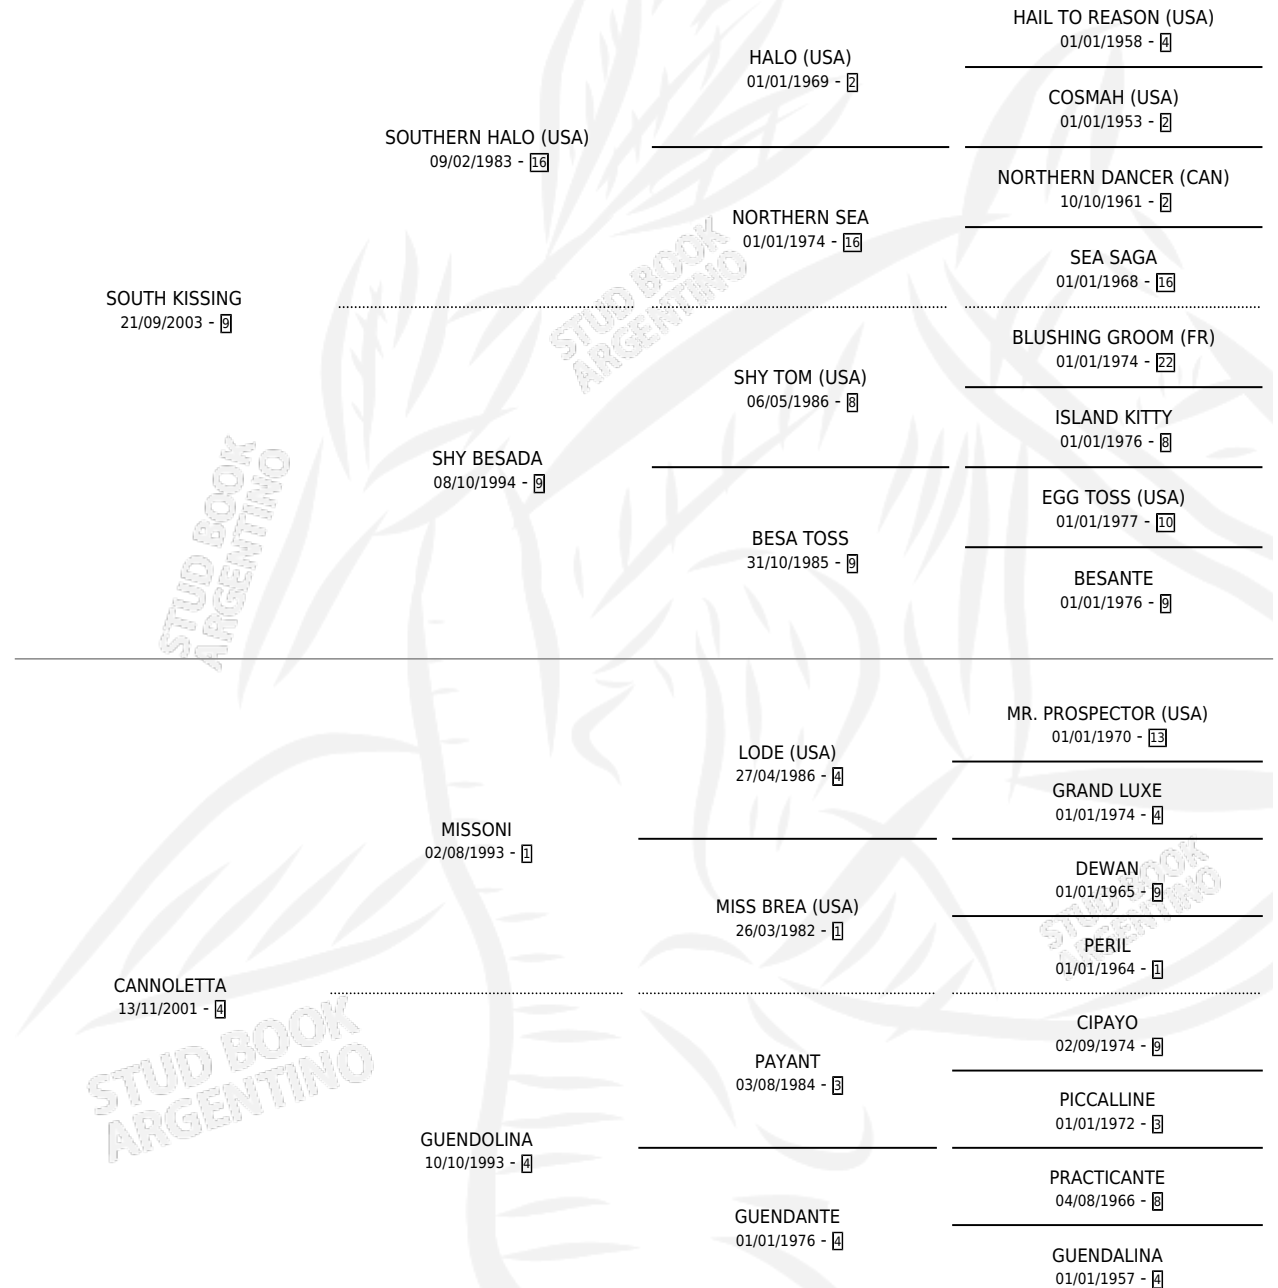 HAIL TO REASON (USA)
01/01/1958 - 4
HALO (USA)
01/01/1969 - 2
COSMAH (USA)
01/01/1953 - 2
SOUTHERN HALO (USA)
09/02/1983 - 16
NORTHERN DANCER (CAN)
10/10/1961 - 2
NORTHERN SEA
01/01/1974 - 16
SEA SAGA
01/01/1968 - 16
SOUTH KISSING
21/09/2003 - 9
BLUSHING GROOM (FR)
01/01/1974 - 22
SHY TOM (USA)
06/05/1986 - 8
ISLAND KITTY
01/01/1976 - 8
SHY BESADA
08/10/1994 - 9
EGG TOSS (USA)
01/01/1977 - 10
BESA TOSS
31/10/1985 - 9
BESANTE
01/01/1976 - 9
STUD BOOK
ARGENTINO
STUD BOOK
ARGENTINO
MR. PROSPECTOR (USA)
01/01/1970 - 13
LODE (USA)
27/04/1986 - 4
GRAND LUXE
01/01/1974 - 4
MISSONI
02/08/1993 - 1
DEWAN
01/01/1965 - 9
MISS BREA (USA)
26/03/1982 - 1
PERIL
01/01/1964 - 1
STUD BOOK
ARGENTINO
CANNOLETTA
13/11/2001 - 4
CIPAYO
02/09/1974 - 9
PAYANT
03/08/1984 - 3
PICCALLINE
01/01/1972 - 3
STUD BOOK
ARGENTINO
GUENDOLINA
10/10/1993 - 4
PRACTICANTE
04/08/1966 - 8
GUENDANTE
01/01/1976 - 4
GUENDALINA
01/01/1957 - 4